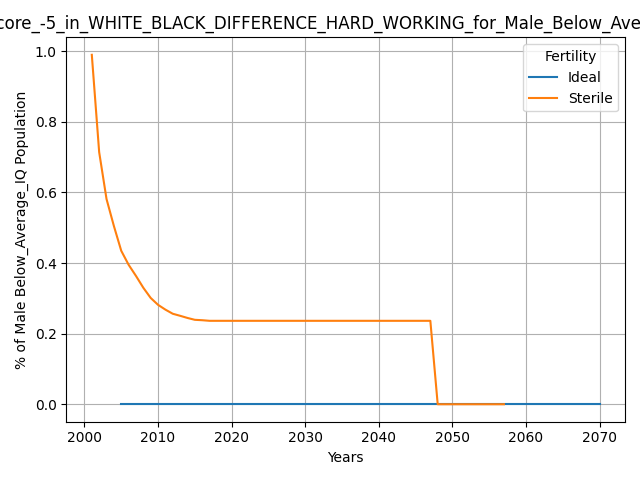 core_-5_in_WHITE_BLACK_DIFFERENCE_HARD_WORKING_for_Male_Below_Ave
Fertility
Ideal
Sterile
% of Male Below_Average_IQ Population
1.0
0.8
0.6
0.4
0.2
0.0
2000 2010 2020 2030 2040 2050 2060 2070
Years